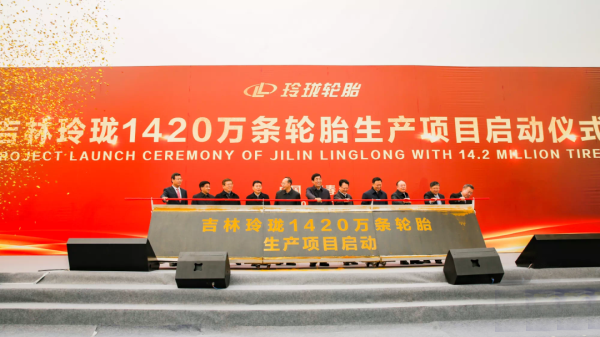 玲珑轮胎
吉林玲珑1420万条轮胎生产项目启动仪式
PROJECT LAUNCH CEREMONY OF JILIN LINGLONG WITH 14.2 MILLION TIRE
吉林玲珑1420万条轮胎
生产项目启动